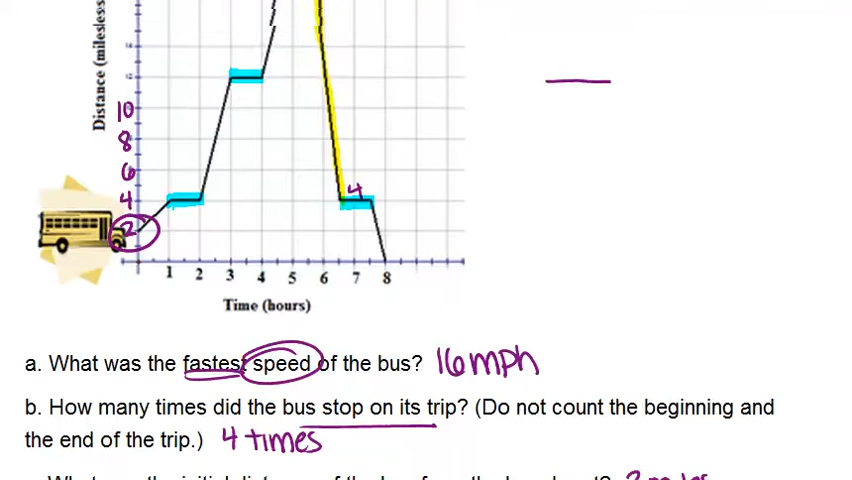 Distance (miles)
14
12
10
8
6
4
2
4
1 2 3 4 5 6 7 8
Time (hours)
a. What was the fastest speed of the bus? 16mph
b. How many times did the bus stop on its trip? (Do not count the beginning and
the end of the trip.) 4 times